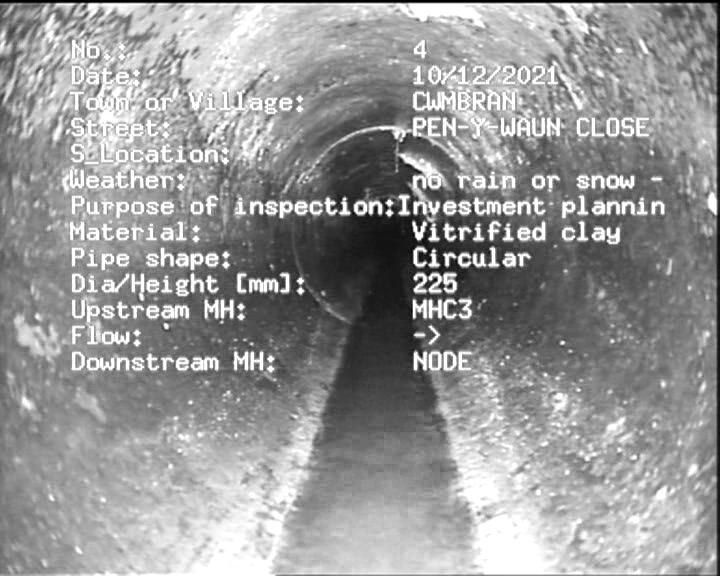 No.: 4
Date: 10/12/2021
Town or Village: CWMBRAN
Street: PEN-Y-WAUN CLOSE
S_Location:
Weather: no rain or snow -
Purpose of inspection:Investment plannin
Material: Vitrified clay
Pipe shape: Circular
Dia/Height [mm]: 225
Upstream MH: MHC3
Flow: ->
Downstream MH: NODE